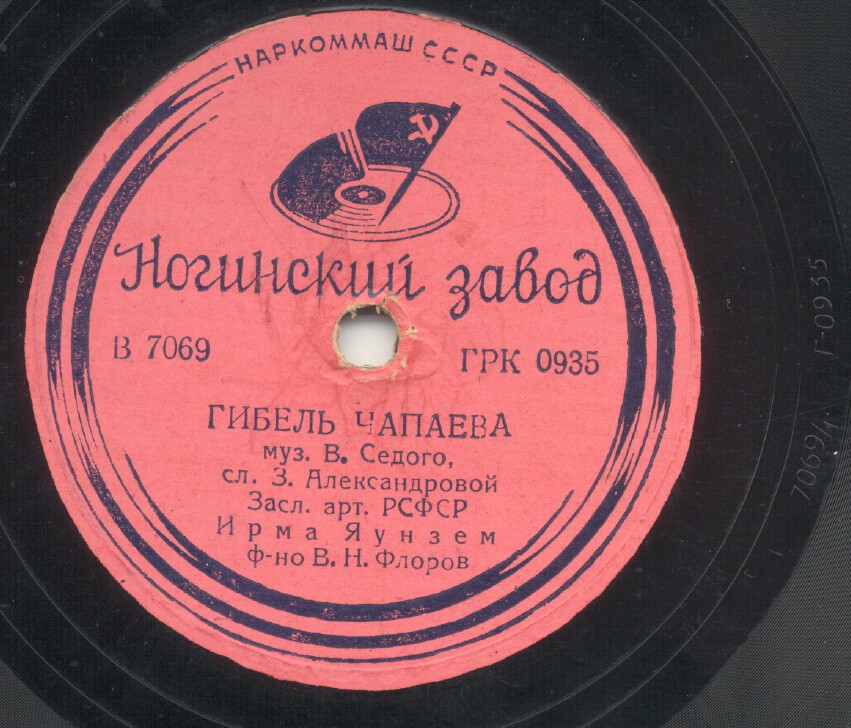 НАРКОММАШ СССР
Ногинский завод
В 7069
ГРК 0935
ГИБЕЛЬ ЧАПАЕВА
муз. В. Седого,
сл. З. Александровой
Засл. арт. РСФСР
Ирма Яунзем
ф-но В. Н. Флоров
7069/1 Г-0935